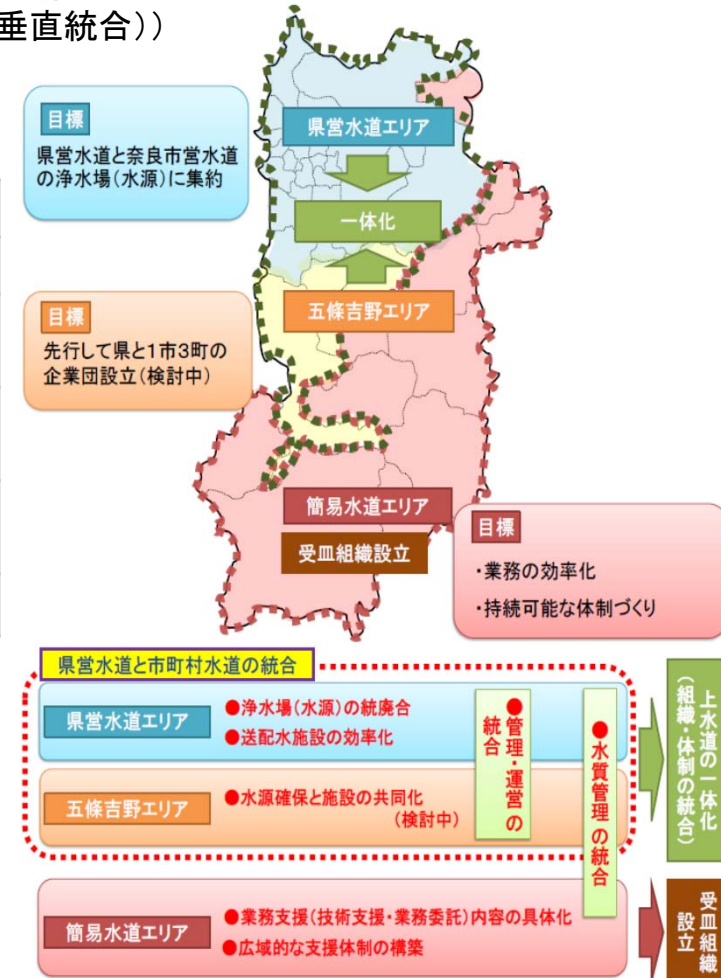 垂直統合))
目標
県営水道と奈良市営水道
の浄水場(水源)に集約
県営水道エリア
一体化
五條吉野エリア
目標
先行して県と1市3町の
企業団設立(検討中)
簡易水道エリア
受皿組織設立
目標
・業務の効率化
・持続可能な体制づくり
県営水道と市町村水道の統合
県営水道エリア
●浄水場(水源)の統廃合
●送配水施設の効率化
五條吉野エリア
●水源確保と施設の共同化
(検討中)
●管理・運営の
統合
●水質管理の統合
上水道の一体化
(組織・体制の統合)
簡易水道エリア
●業務支援(技術支援・業務委託)内容の具体化
●広域的な支援体制の構築
受皿組織
設立